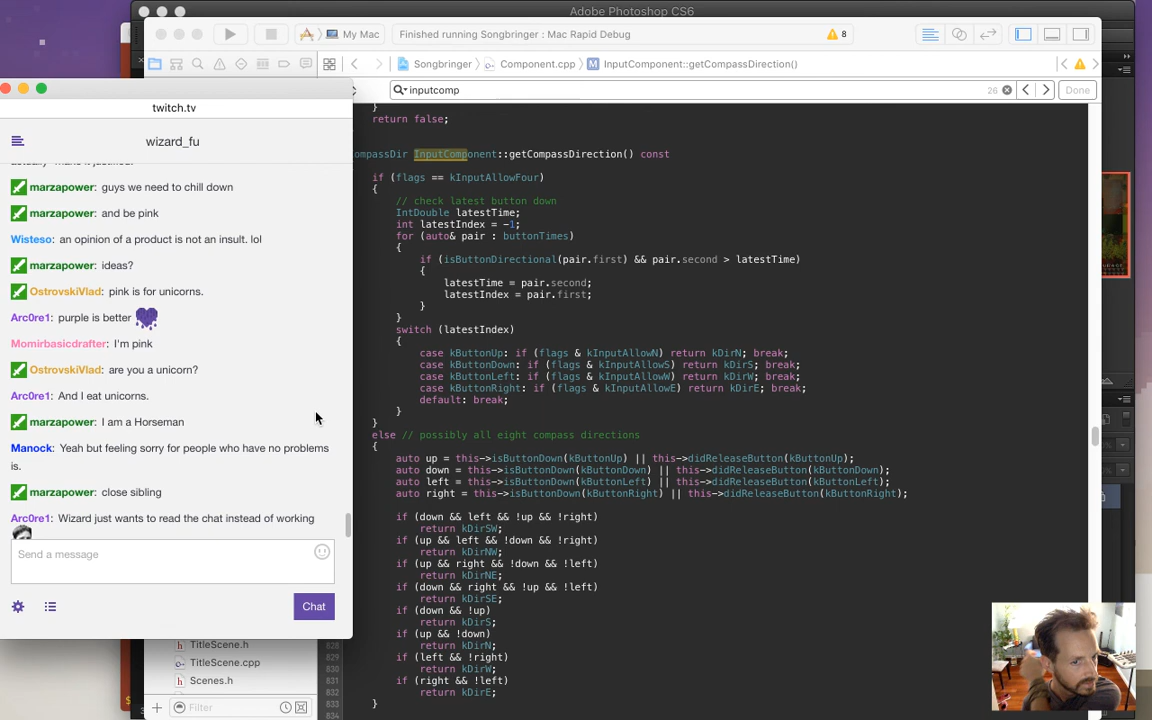 Adobe Photoshop CS6
My Mac
Finished running Songbringer : Mac Rapid Debug
8
Songbringer
Component.cpp
InputComponent::getCompassDirection()
inputcomp
26
Done
twitch.tv
wizard_fu
marzapower: guys we need to chill down
marzapower: and be pink
Wisteso: an opinion of a product is not an insult. lol
marzapower: ideas?
OstrovskiVlad: pink is for unicorns.
Arc0re1: purple is better
Momirbasicdrafter: I'm pink
OstrovskiVlad: are you a unicorn?
Arc0re1: And I eat unicorns.
marzapower: I am a Horseman
Manock: Yeah but feeling sorry for people who have no problems
is.
marzapower: close sibling
Arc0re1: Wizard just wants to read the chat instead of working
Send a message
Chat
}
return false;
ompassDir InputComponent::getCompassDirection() const
if (flags == kInputAllowFour)
{
// check latest button down
IntDouble latestTime;
int latestIndex = -1;
for (auto& pair : buttonTimes)
{
if (isButtonDirectional(pair.first) && pair.second > latestTime)
{
latestTime = pair.second;
latestIndex = pair.first;
}
}
switch (latestIndex)
{
case kButtonUp: if (flags & kInputAllowN) return kDirN; break;
case kButtonDown: if (flags & kInputAllowS) return kDirS; break;
case kButtonLeft: if (flags & kInputAllowW) return kDirW; break;
case kButtonRight: if (flags & kInputAllowE) return kDirE; break;
default: break;
}
}
else // possibly all eight compass directions
{
auto up = this->isButtonDown(kButtonUp) || this->didReleaseButton(kButtonUp);
auto down = this->isButtonDown(kButtonDown) || this->didReleaseButton(kButtonDown);
auto left = this->isButtonDown(kButtonLeft) || this->didReleaseButton(kButtonLeft);
auto right = this->isButtonDown(kButtonRight) || this->didReleaseButton(kButtonRight);
if (down && left && !up && !right)
return kDirSW;
if (up && left && !down && !right)
return kDirNW;
if (up && right && !down && !left)
return kDirNE;
if (down && right && !up && !left)
return kDirSE;
if (down && !up)
return kDirS;
if (up && !down)
return kDirN;
if (left && !right)
return kDirW;
if (right && !left)
return kDirE;
}
828
829
830
831
832
833
834
TitleScene.h
TitleScene.cpp
Scenes.h
Filter